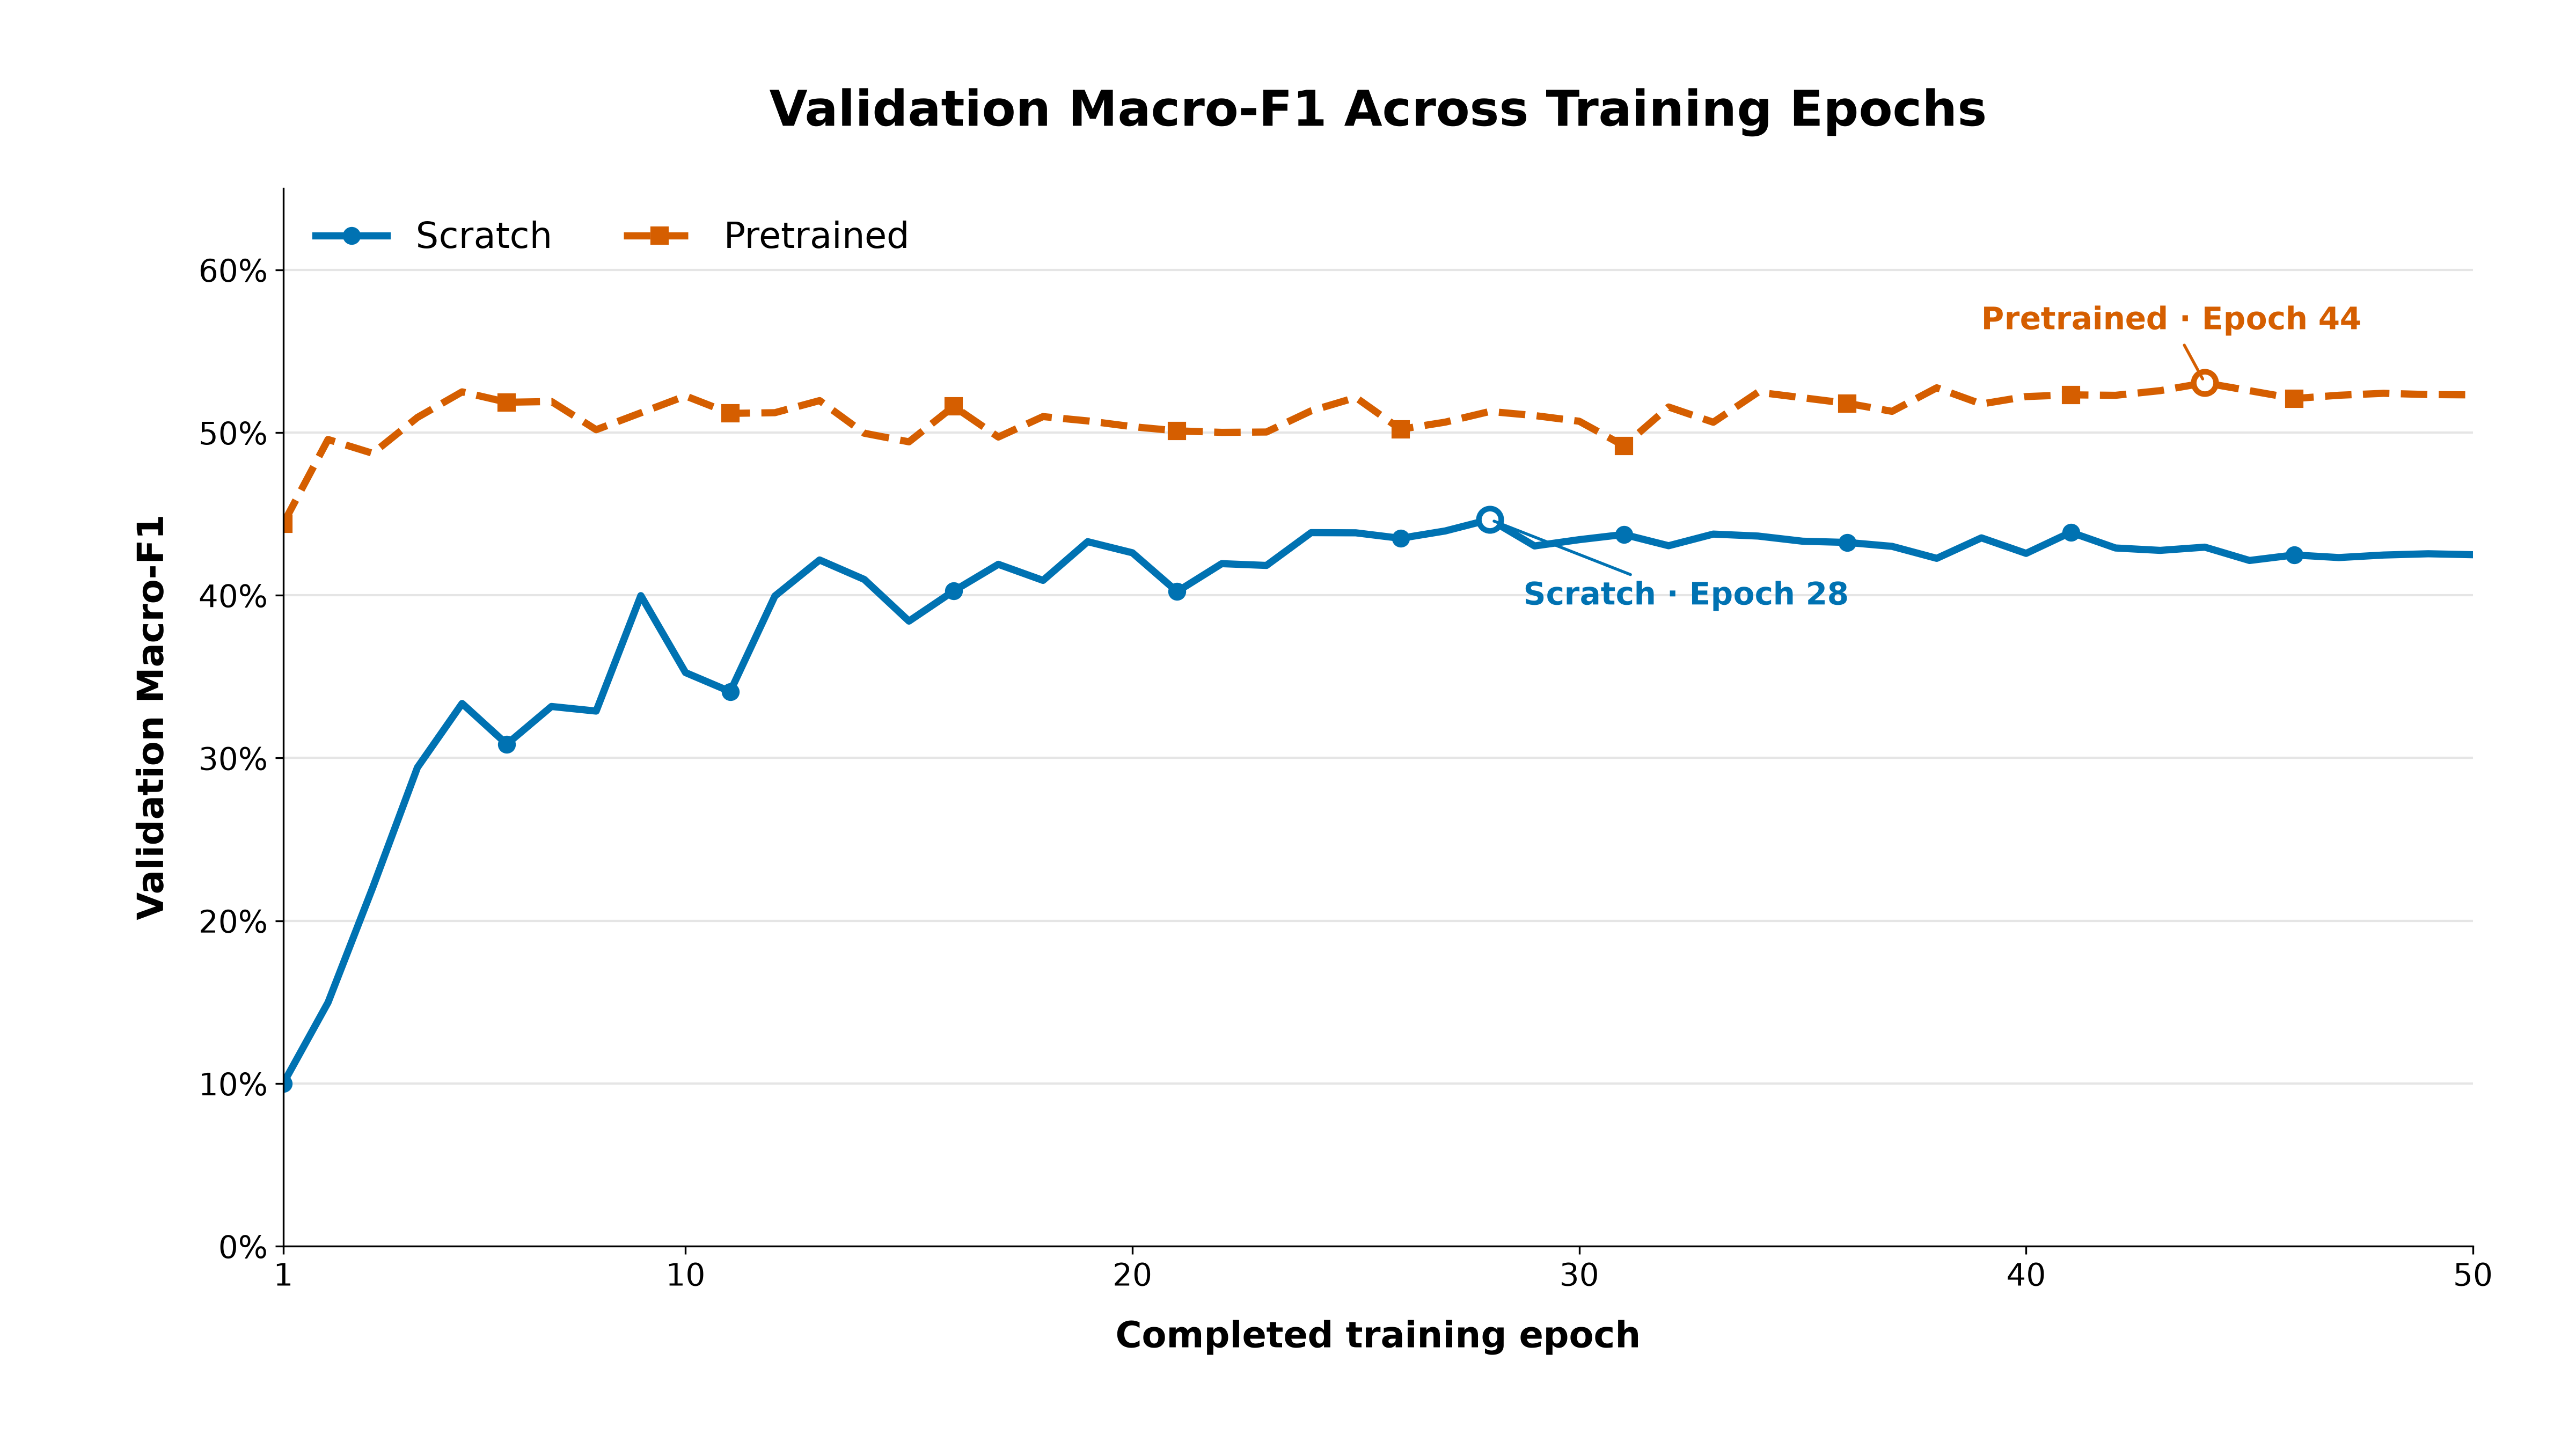 Validation Macro-F1 Across Training Epochs
Scratch
Pretrained
60%
50%
40%
30%
20%
10%
0%
Validation Macro-F1
Pretrained · Epoch 44
Scratch · Epoch 28
1
10
20
30
40
50
Completed training epoch